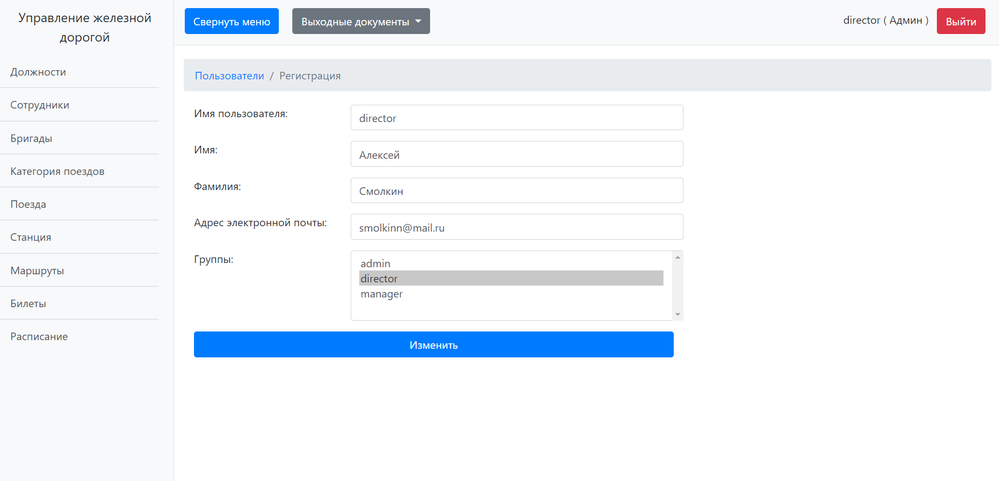 Управление железной
дорогой
Должности
Сотрудники
Бригады
Категория поездов
Поезда
Станция
Маршруты
Билеты
Расписание
Свернуть меню
Выходные документы
director ( Админ )
Выйти
Пользователи / Регистрация
Имя пользователя:
director
Имя:
Алексей
Фамилия:
Смолкин
Адрес электронной почты:
smolkinn@mail.ru
Группы:
admin
director
manager
Изменить